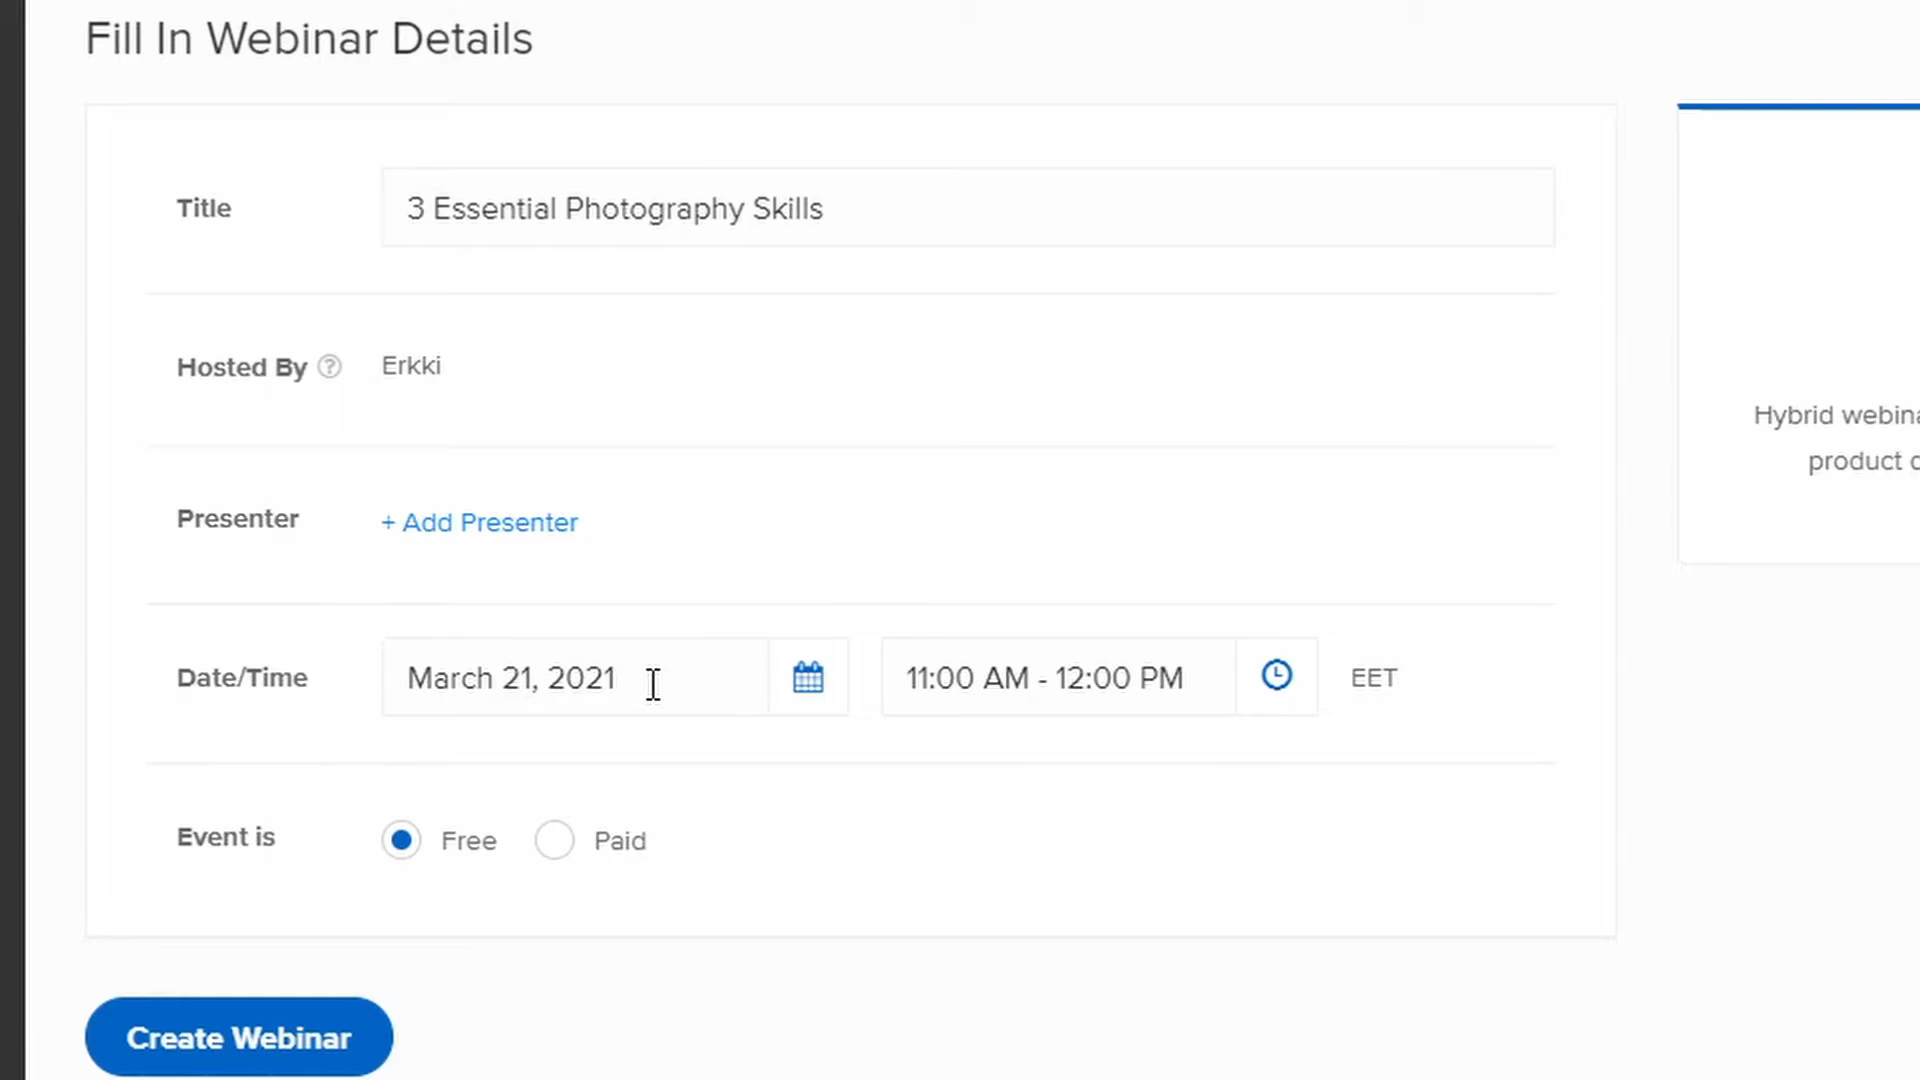 Fill In Webinar Details
Title
3 Essential Photography Skills
Hosted By ?
Erkki
Presenter
+ Add Presenter
Date/Time
March 21, 2021
11:00 AM - 12:00 PM
EET
Event is
Free
Paid
Create Webinar
Hybrid
product